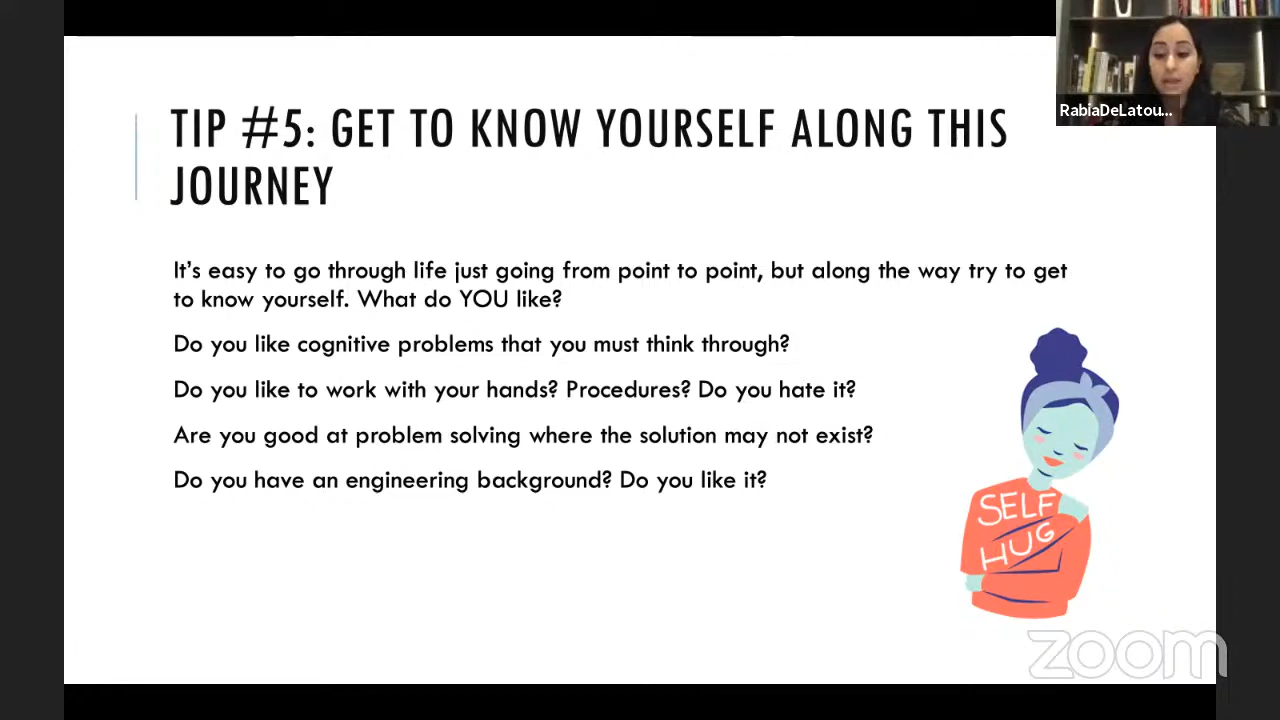 RabiaDeLatou...
TIP #5: GET TO KNOW YOURSELF ALONG THIS
JOURNEY
It's easy to go through life just going from point to point, but along the way try to get
to know yourself. What do YOU like?
Do you like cognitive problems that you must think through?
Do you like to work with your hands? Procedures? Do you hate it?
Are you good at problem solving where the solution may not exist?
Do you have an engineering background? Do you like it?
SELF
HUG
zoom